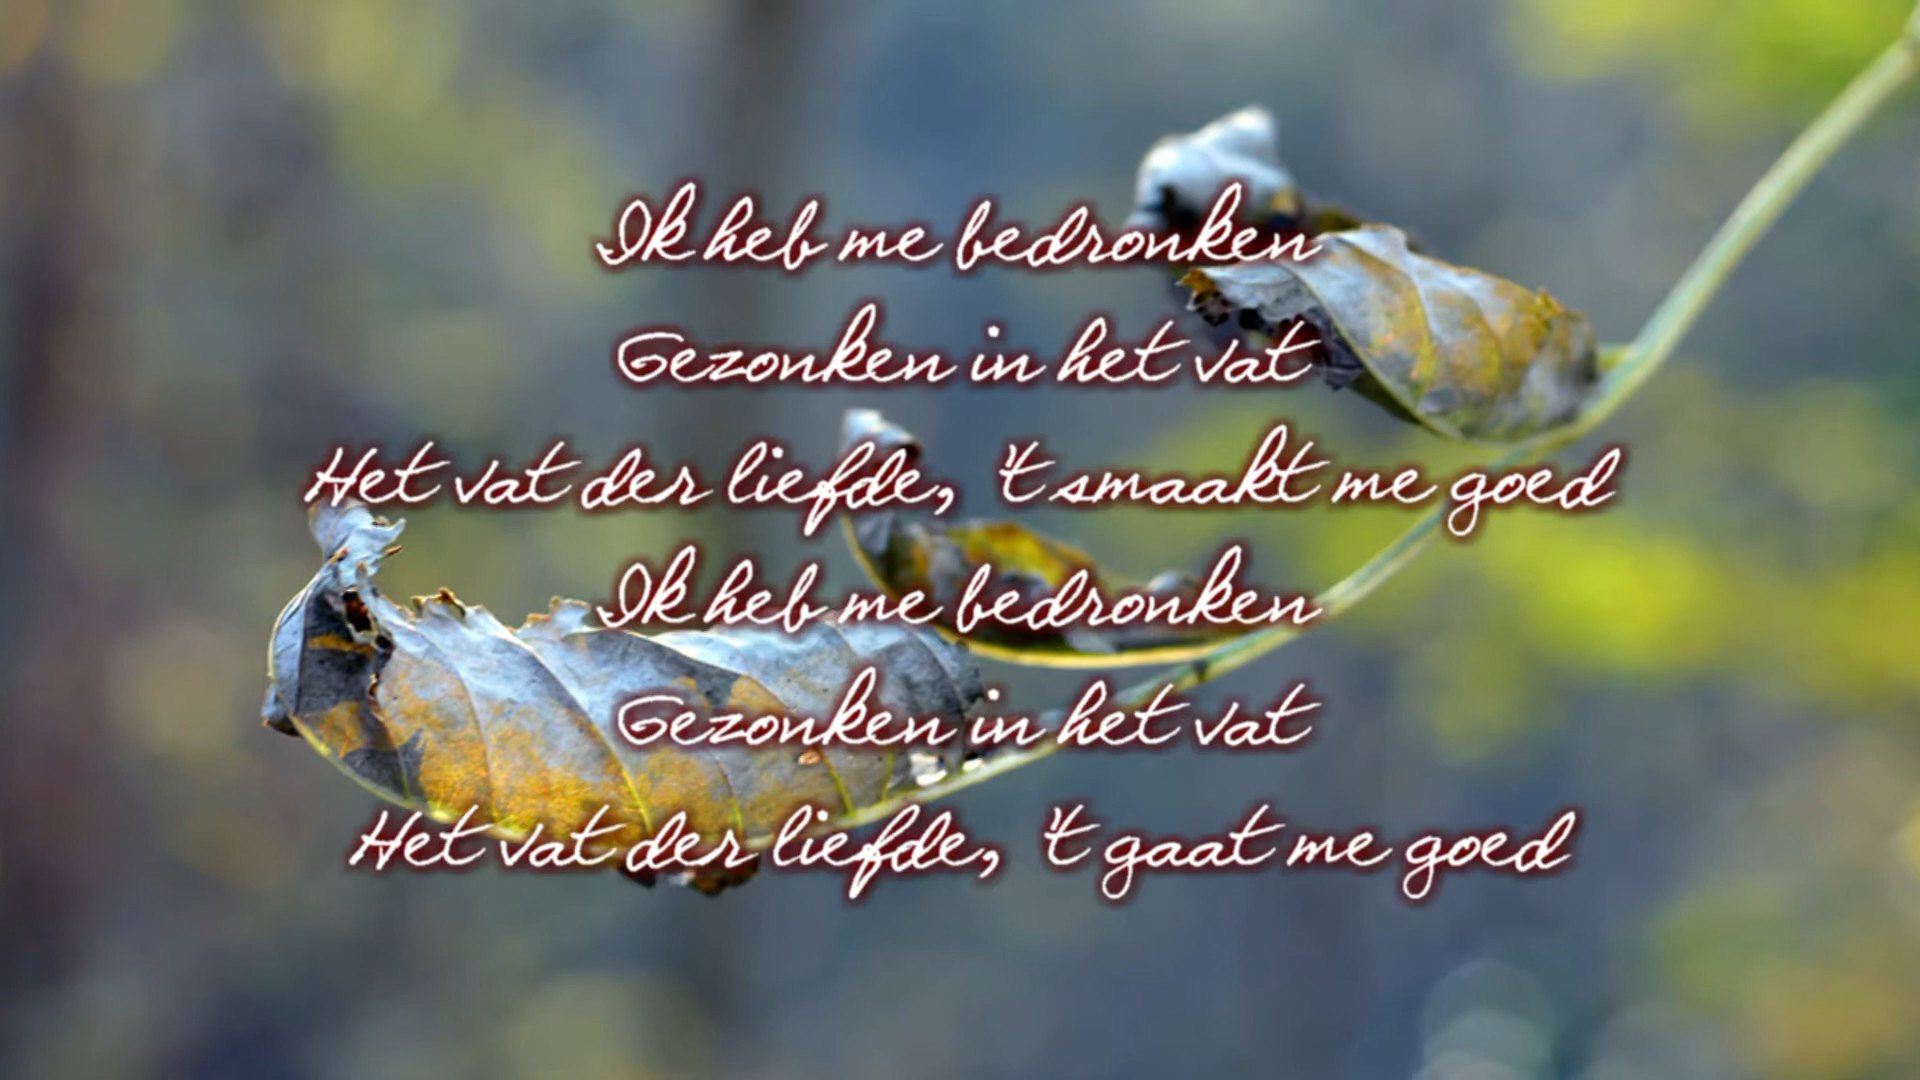 Ik heb me bedronken
Gezonken in het vat
Het vat der liefde, 't smaakt me goed
Ik heb me bedronken
Gezonken in het vat
Het vat der liefde, 't gaat me goed